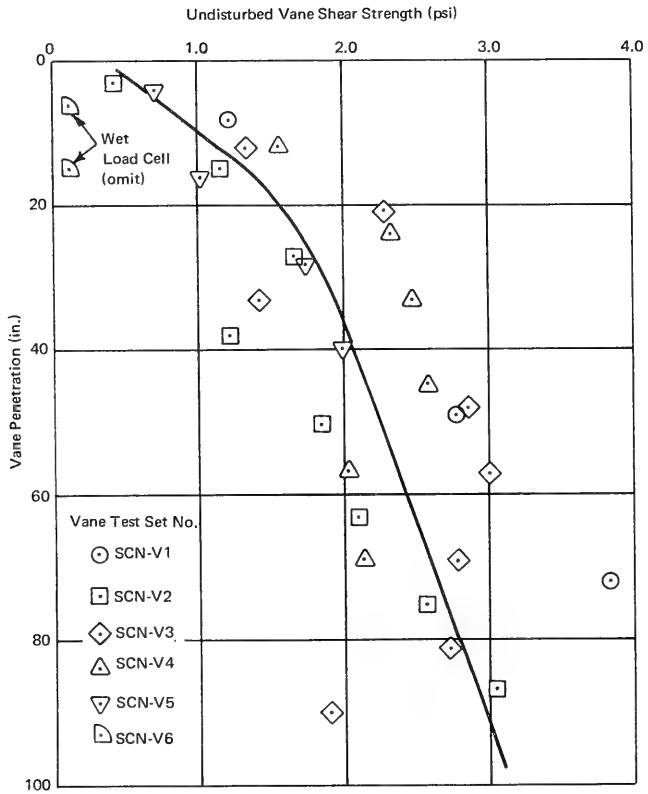 Undisturbed Vane Shear Strength (psi)
0 1.0 2.0 3.0 4.0
0
Wet
Load Cell
(omit)
20
Vane Penetration (in.)
40
60
Vane Test Set No.
SCN-V1
SCN-V2
SCN-V3
80
SCN-V4
SCN-V5
SCN-V6
100